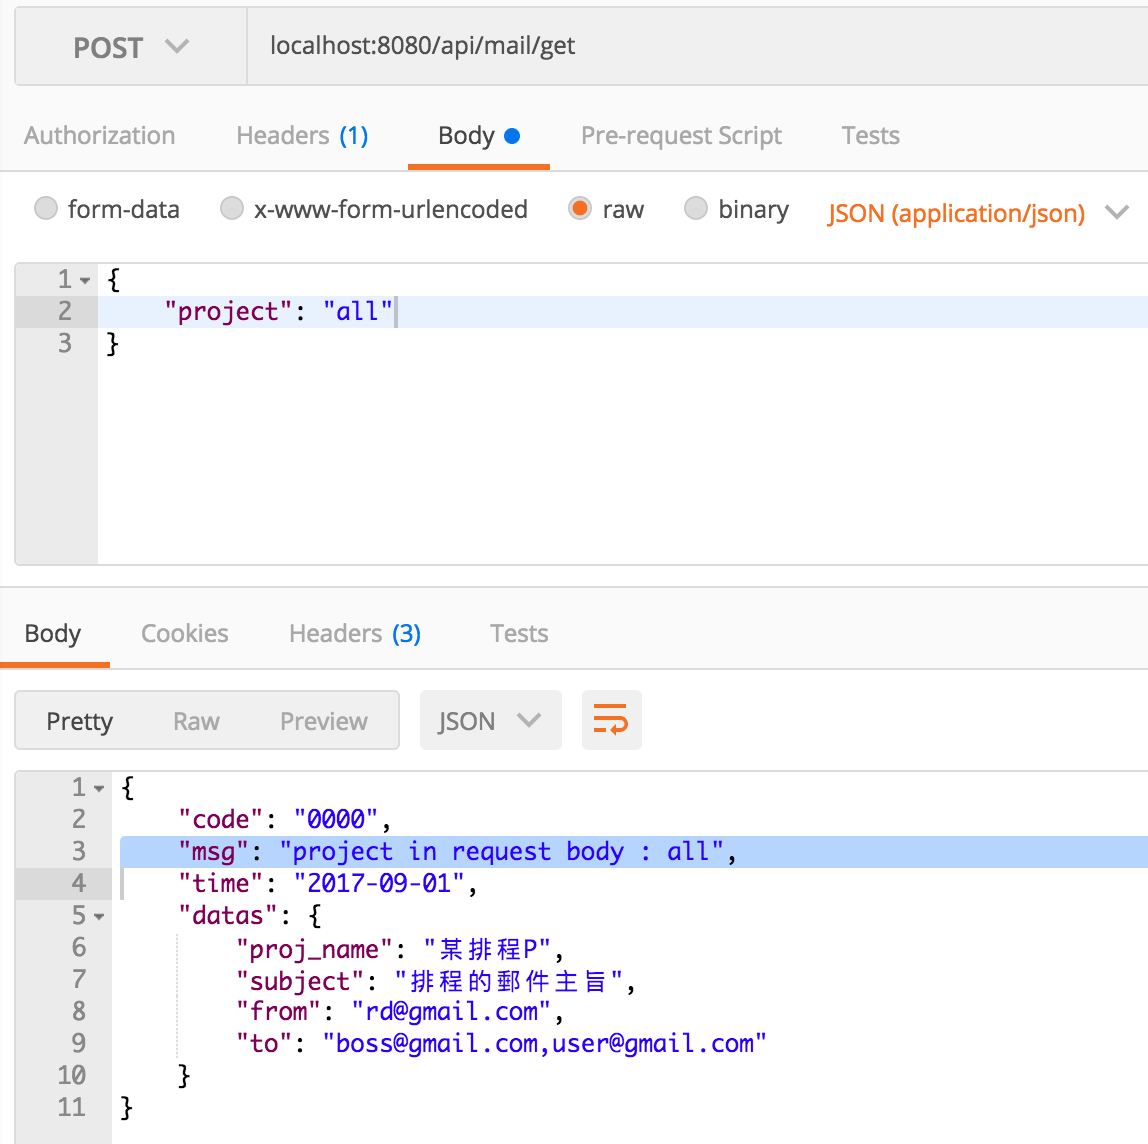 POST localhost:8080/api/mail/get
Authorization Headers (1) Body Pre-request Script Tests
form-data x-www-form-urlencoded raw binary JSON (application/json)
1 {
2 "project": "all"
3 }
Body Cookies Headers (3) Tests
Pretty Raw Preview JSON
1 {
2 "code": "0000",
3 "msg": "project in request body : all",
4 "time": "2017-09-01",
5 "datas": {
6 "proj_name": "某排程P",
7 "subject": "排程的郵件主旨",
8 "from": "rd@gmail.com",
9 "to": "boss@gmail.com,user@gmail.com"
10 }
11 }